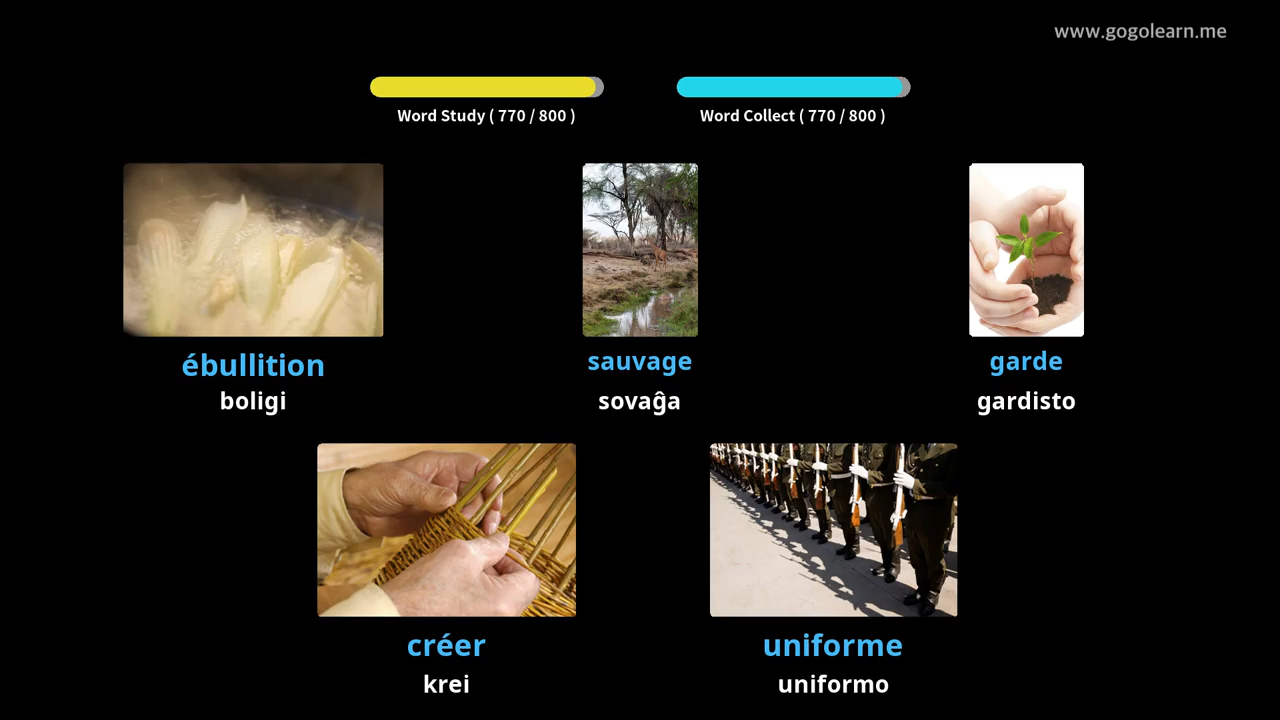 www.gogolearn.me
Word Study ( 770 / 800 )
Word Collect ( 770 / 800 )
ébullition
boligi
sauvage
sovaĝa
garde
gardisto
créer
krei
uniforme
uniformo